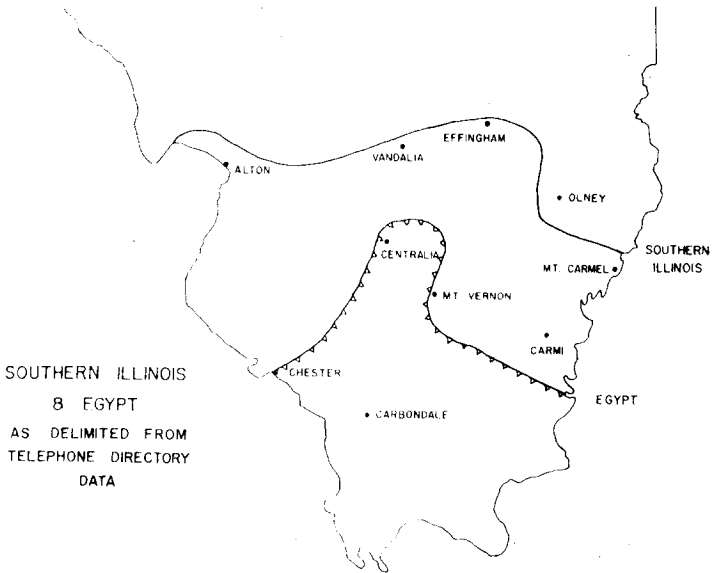 EFFINGHAM
VANDALIA
ALTON
OLNEY
SOUTHERN
ILLINOIS
CENTRALIA
MT. CARMEL
MT. VERNON
CARMI
CHESTER
EGYPT
CARBONDALE
SOUTHERN ILLINOIS
8 EGYPT
AS DELIMITED FROM
TELEPHONE DIRECTORY
DATA